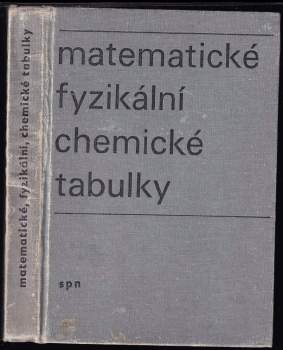 matematické, fyzikální, chemické tabulky
matematické
fyzikální
chemické
tabulky
spn